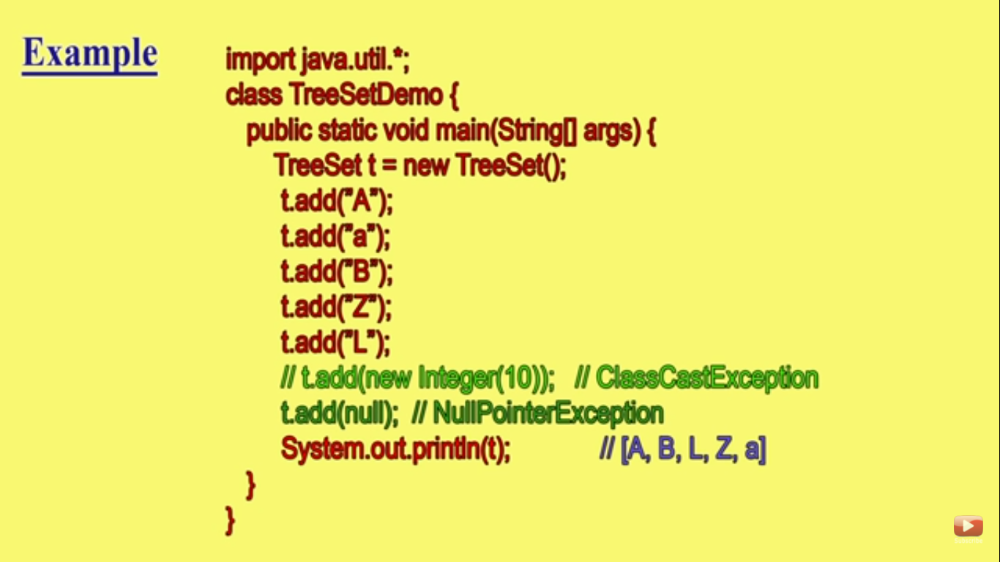 Example
import java.util.*;
class TreeSetDemo {
public static void main(String[] args) {
TreeSet t = new TreeSet();
t.add(”A”);
t.add(”a”);
t.add(”B”);
t.add(”Z”);
t.add(”L”);
// t.add(new Integer(10)); // ClassCastException
t.add(null); // NullPointerException
System.out.println(t); // [A, B, L, Z, a]
}
}